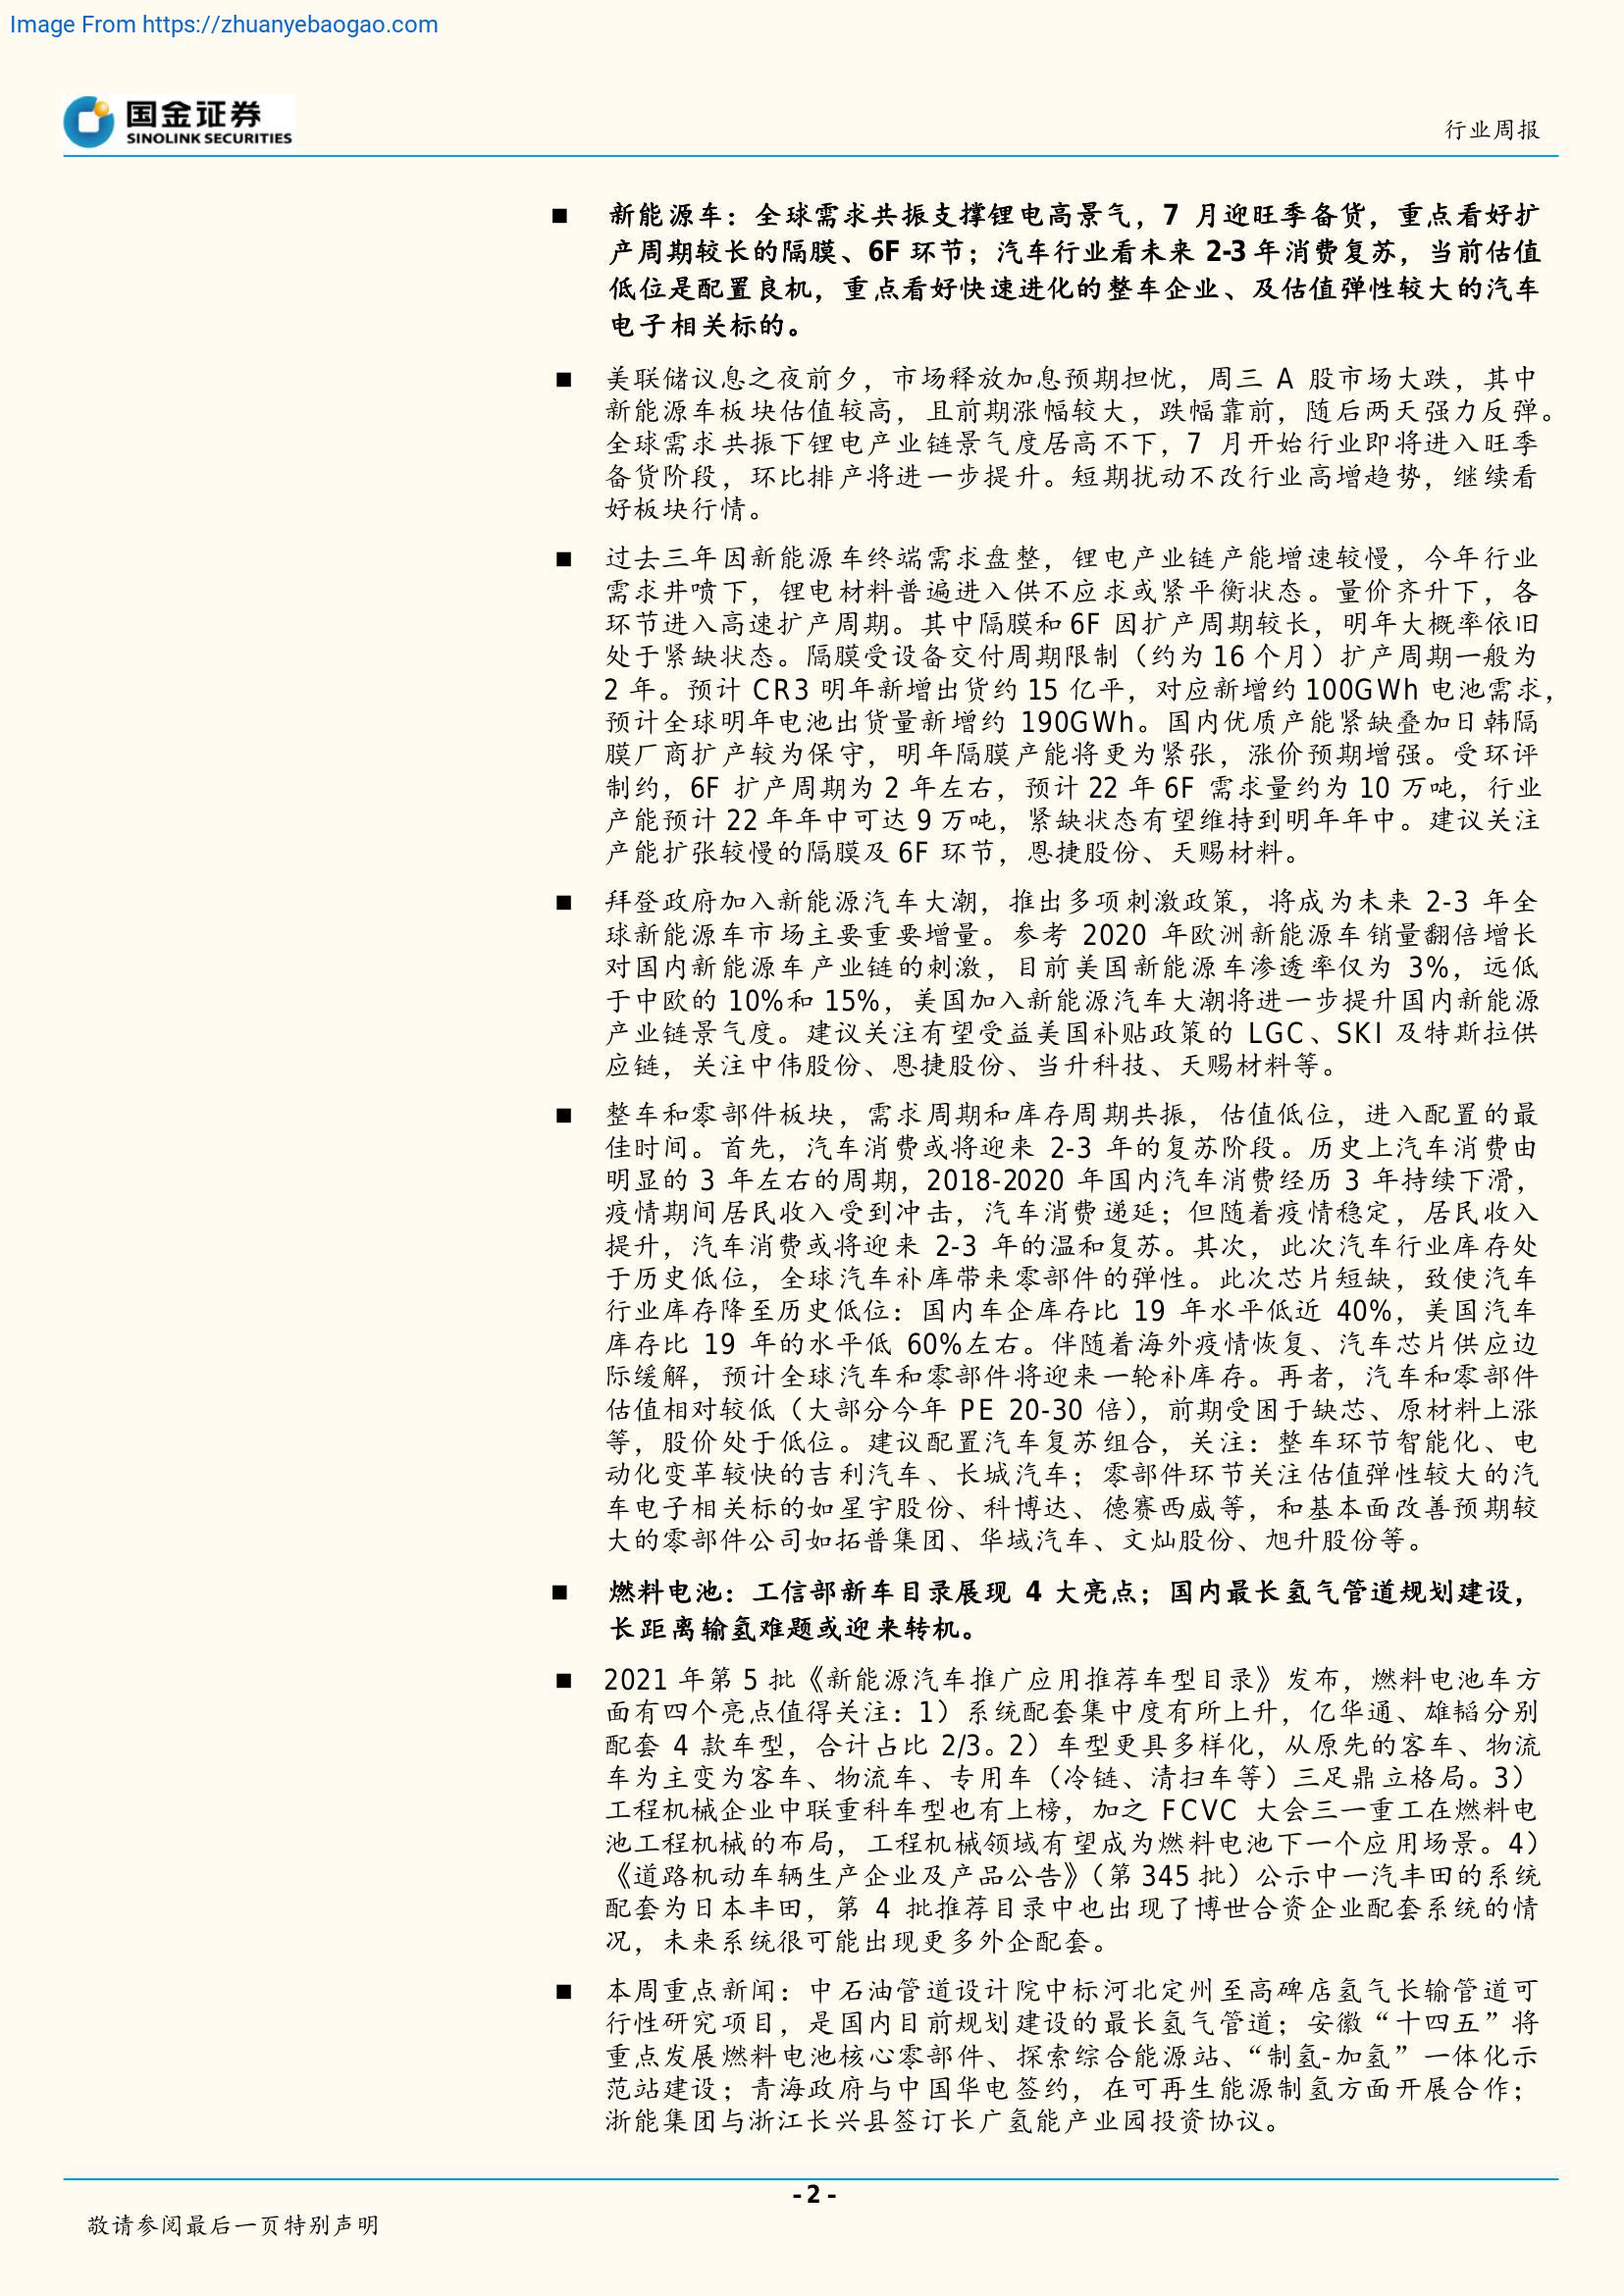 Image From https://zhuanyebaogao.com
国金证券
SINOLINK SECURITIES
行业周报
■ 新能源车：全球需求共振支撑锂电高景气，7 月迎旺季备货，重点看好扩
产周期较长的隔膜、6F 环节；汽车行业看未来 2-3 年消费复苏，当前估值
低位是配置良机，重点看好快速进化的整车企业、及估值弹性较大的汽车
电子相关标的。
■ 美联储议息之夜前夕，市场释放加息预期担忧，周三 A 股市场大跌，其中
新能源车板块估值较高，且前期涨幅较大，跌幅靠前，随后两天强力反弹。
全球需求共振下锂电产业链景气度居高不下，7 月开始行业即将进入旺季
备货阶段，环比排产将进一步提升。短期扰动不改行业高增趋势，继续看
好板块行情。
■ 过去三年因新能源车终端需求盘整，锂电产业链产能增速较慢，今年行业
需求井喷下，锂电材料普遍进入供不应求或紧平衡状态。量价齐升下，各
环节进入高速扩产周期。其中隔膜和 6F 因扩产周期较长，明年大概率依旧
处于紧缺状态。隔膜受设备交付周期限制（约为 16 个月）扩产周期一般为
2 年。预计 CR3 明年新增出货约 15 亿平，对应新增约 100GWh 电池需求，
预计全球明年电池出货量新增约 190GWh。国内优质产能紧缺叠加日韩隔
膜厂商扩产较为保守，明年隔膜产能将更为紧张，涨价预期增强。受环评
制约，6F 扩产周期为 2 年左右，预计 22 年 6F 需求量约为 10 万吨，行业
产能预计 22 年年中可达 9 万吨，紧缺状态有望维持到明年年中。建议关注
产能扩张较慢的隔膜及 6F 环节，恩捷股份、天赐材料。
■ 拜登政府加入新能源汽车大潮，推出多项刺激政策，将成为未来 2-3 年全
球新能源车市场主要重要增量。参考 2020 年欧洲新能源车销量翻倍增长
对国内新能源车产业链的刺激，目前美国新能源车渗透率仅为 3%，远低
于中欧的 10%和 15%，美国加入新能源汽车大潮将进一步提升国内新能源
产业链景气度。建议关注有望受益美国补贴政策的 LGC、SKI 及特斯拉供
应链，关注中伟股份、恩捷股份、当升科技、天赐材料等。
■ 整车和零部件板块，需求周期和库存周期共振，估值低位，进入配置的最
佳时间。首先，汽车消费或将迎来 2-3 年的复苏阶段。历史上汽车消费由
明显的 3 年左右的周期，2018-2020 年国内汽车消费经历 3 年持续下滑，
疫情期间居民收入受到冲击，汽车消费递延；但随着疫情稳定，居民收入
提升，汽车消费或将迎来 2-3 年的温和复苏。其次，此次汽车行业库存处
于历史低位，全球汽车补库带来零部件的弹性。此次芯片短缺，致使汽车
行业库存降至历史低位：国内车企库存比 19 年水平低近 40%，美国汽车
库存比 19 年的水平低 60%左右。伴随着海外疫情恢复、汽车芯片供应边
际缓解，预计全球汽车和零部件将迎来一轮补库存。再者，汽车和零部件
估值相对较低（大部分今年 PE 20-30 倍），前期受困于缺芯、原材料上涨
等，股价处于低位。建议配置汽车复苏组合，关注：整车环节智能化、电
动化变革较快的吉利汽车、长城汽车；零部件环节关注估值弹性较大的汽
车电子相关标的如星宇股份、科博达、德赛西威等，和基本面改善预期较
大的零部件公司如拓普集团、华域汽车、文灿股份、旭升股份等。
■ 燃料电池：工信部新车目录展现 4 大亮点；国内最长氢气管道规划建设，
长距离输氢难题或迎来转机。
■ 2021 年第 5 批《新能源汽车推广应用推荐车型目录》发布，燃料电池车方
面有四个亮点值得关注：1）系统配套集中度有所上升，亿华通、雄韬分别
配套 4 款车型，合计占比 2/3。2）车型更具多样化，从原先的客车、物流
车为主变为客车、物流车、专用车（冷链、清扫车等）三足鼎立格局。3）
工程机械企业中联重科车型也有上榜，加之 FCVC 大会三一重工在燃料电
池工程机械的布局，工程机械领域有望成为燃料电池下一个应用场景。4）
《道路机动车辆生产企业及产品公告》（第 345 批）公示中一汽丰田的系统
配套为日本丰田，第 4 批推荐目录中也出现了博世合资企业配套系统的情
况，未来系统很可能出现更多外企配套。
■ 本周重点新闻：中石油管道设计院中标河北定州至高碑店氢气长输管道可
行性研究项目，是国内目前规划建设的最长氢气管道；安徽“十四五”将
重点发展燃料电池核心零部件、探索综合能源站、“制氢-加氢”一体化示
范站建设；青海政府与中国华电签约，在可再生能源制氢方面开展合作；
浙能集团与浙江长兴县签订长广氢能产业园投资协议。
- 2 -
敬请参阅最后一页特别声明